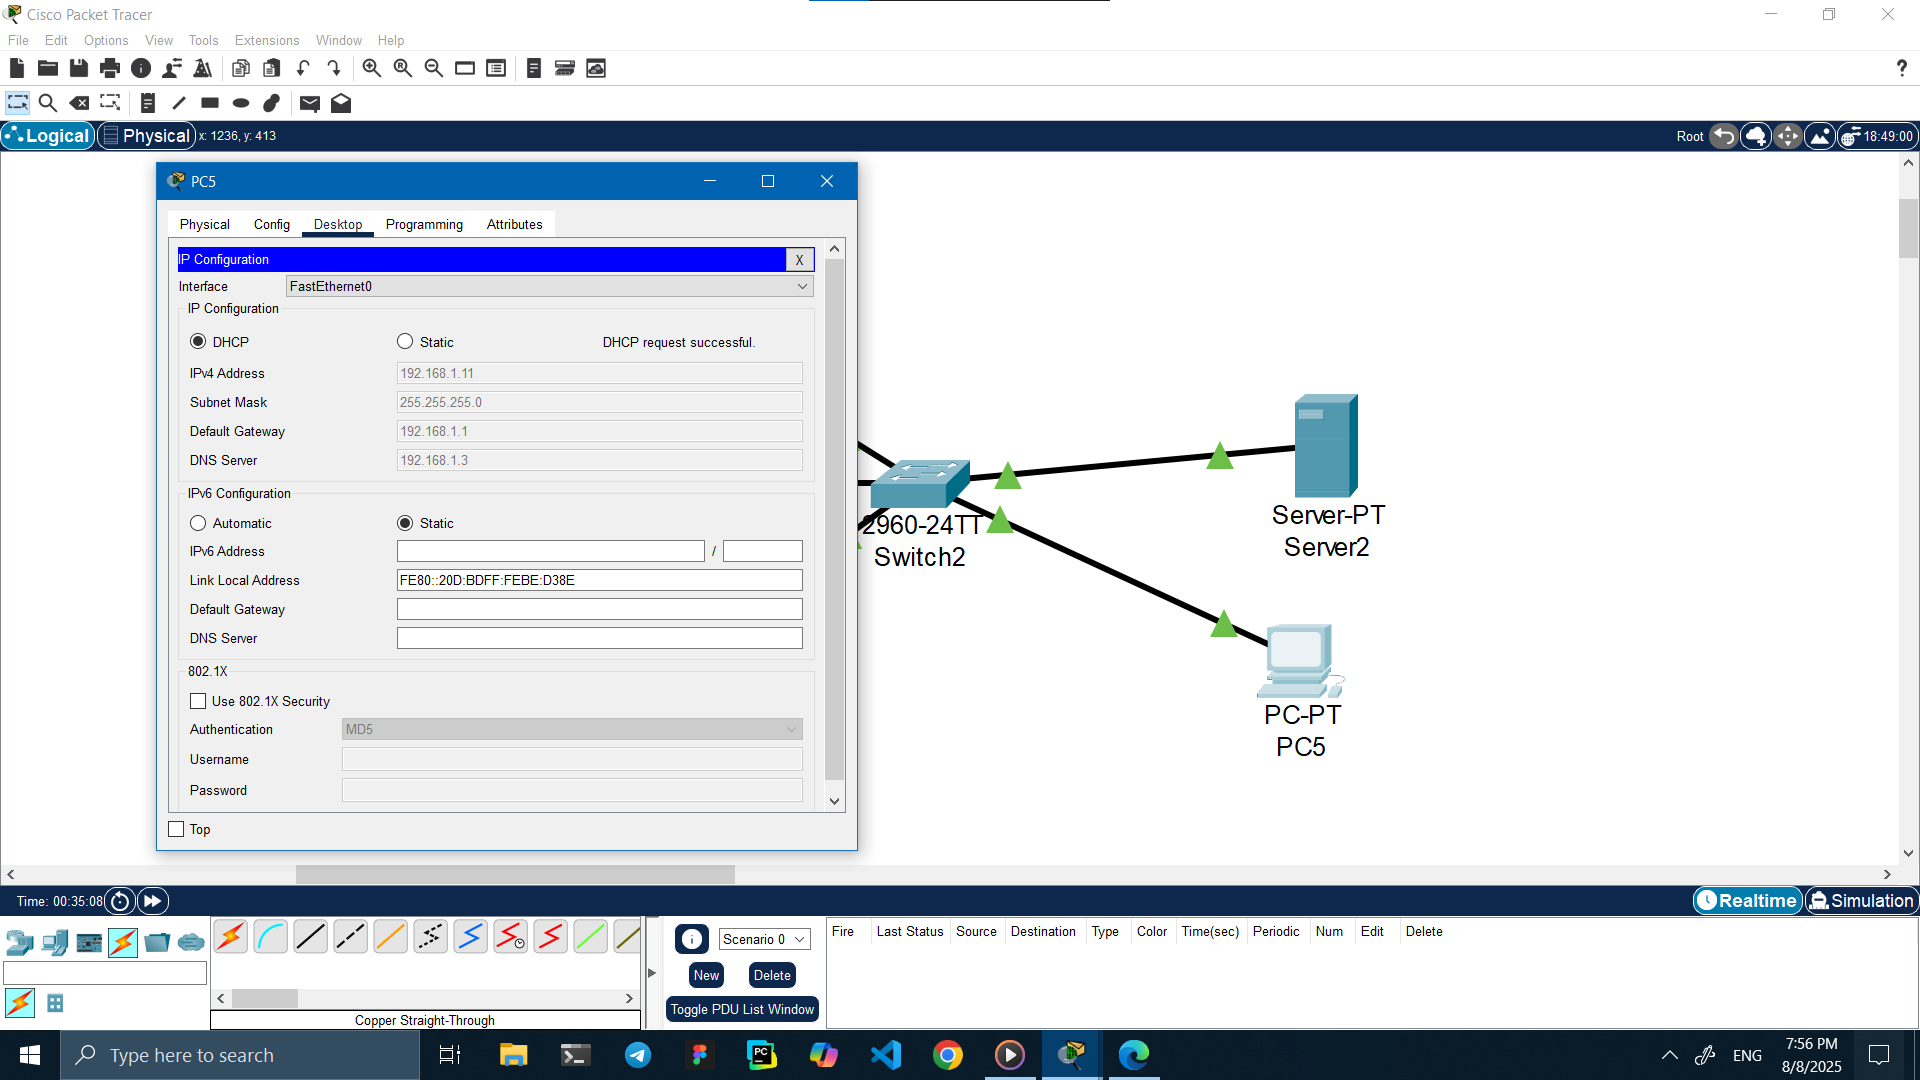 Cisco Packet Tracer
File Edit Options View Tools Extensions Window Help
Logical Physical x: 1236, y: 413 Root 18:49:00
PC5
Physical Config Desktop Programming Attributes
IP Configuration X
Interface FastEthernet0
IP Configuration
DHCP Static DHCP request successful.
IPv4 Address 192.168.1.11
Subnet Mask 255.255.255.0
Default Gateway 192.168.1.1
DNS Server 192.168.1.3
IPv6 Configuration
Automatic Static
IPv6 Address /
Link Local Address FE80::20D:BDFF:FEBE:D38E
Default Gateway
DNS Server
802.1X
Use 802.1X Security
Authentication MD5
Username
Password
Top
2960-24TT
Switch2
Server-PT
Server2
PC-PT
PC5
Time: 00:35:08 Realtime Simulation
Scenario 0
New Delete
Toggle PDU List Window
Fire Last Status Source Destination Type Color Time(sec) Periodic Num Edit Delete
Copper Straight-Through
Type here to search
PC
ENG
7:56 PM
8/8/2025